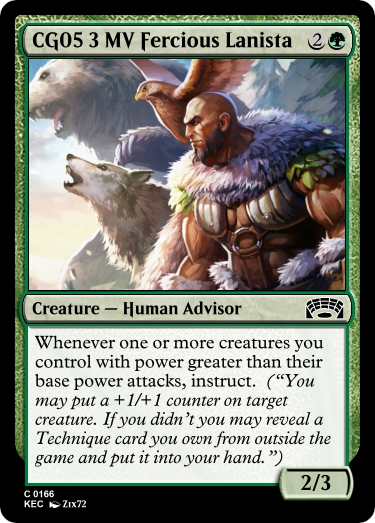 CG05 3 MV Fercious Lanista 2
Creature — Human Advisor
Whenever one or more creatures you
control with power greater than their
base power attacks, instruct. (“You
may put a +1/+1 counter on target
creature. If you didn’t you may reveal a
Technique card you own from outside the
game and put it into your hand.”)
2/3
C 0166
KEC Zix72